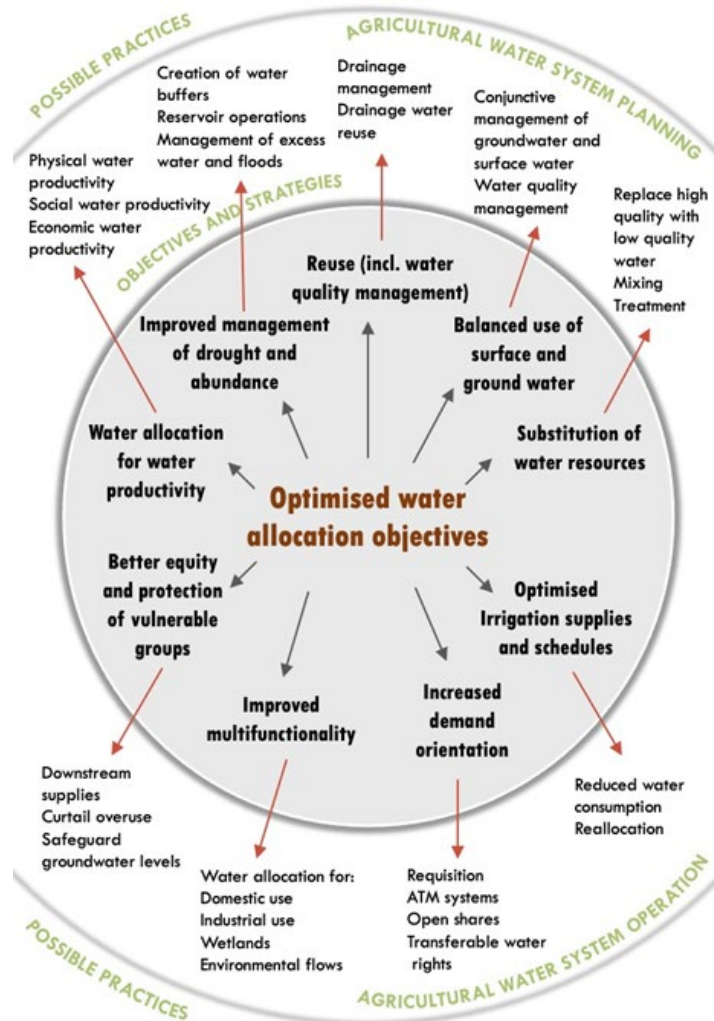 POSSIBLE PRACTICES
AGRICULTURAL WATER SYSTEM PLANNING
Creation of water
buffers
Reservoir operations
Management of excess
water and floods
Drainage
management
Drainage water
reuse
Conjunctive
management of
groundwater and
surface water
Water quality
management
Physical water
productivity
Social water productivity
Economic water
productivity
Replace high
quality with
low quality
water
Mixing
Treatment
OBJECTIVES AND STRATEGIES
Reuse (incl. water
quality management)
Improved management
of drought and
abundance
Balanced use of
surface and
ground water
Water allocation
for water
productivity
Substitution of
water resources
Optimised water
allocation objectives
Better equity
and protection
of vulnerable
groups
Optimised
Irrigation supplies
and schedules
Improved
multifunctionality
Increased
demand
orientation
Downstream
supplies
Curtail overuse
Safeguard
groundwater levels
Water allocation for:
Domestic use
Industrial use
Wetlands
Environmental flows
Requisition
ATM systems
Open shares
Transferable water
rights
Reduced water
consumption
Reallocation
POSSIBLE PRACTICES
AGRICULTURAL WATER SYSTEM OPERATION